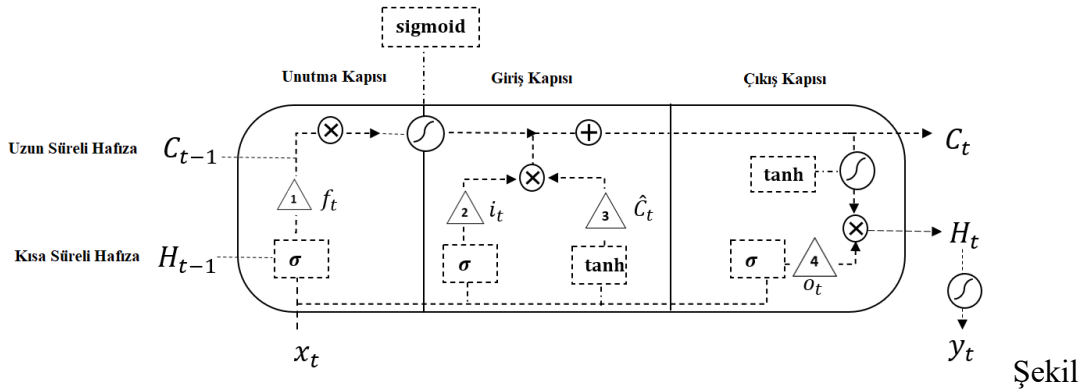 sigmoid
Unutma Kapısı
Giriş Kapısı
Çıkış Kapısı
Uzun Süreli Hafıza
C_{t-1}
C_t
tanh
1
f_t
2
i_t
3
Ĉ_t
Kısa Süreli Hafıza
H_{t-1}
σ
σ
tanh
σ
4
o_t
H_t
x_t
y_t
Şekil